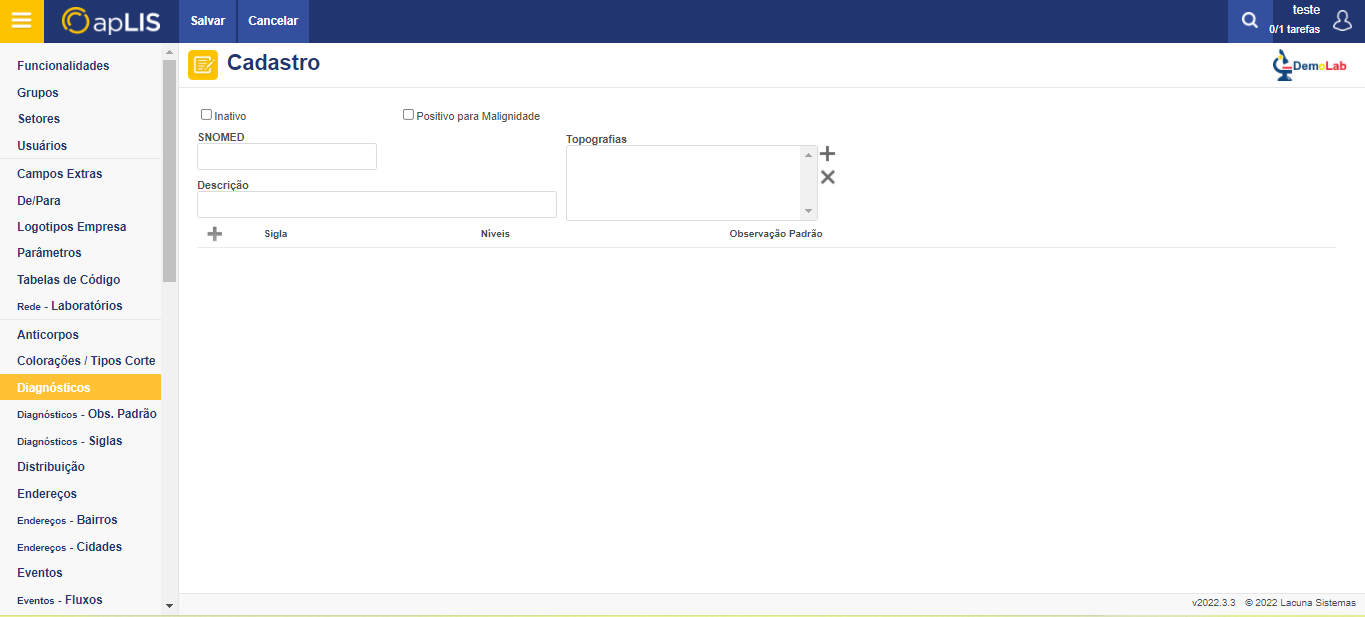 apLIS
Salvar
Cancelar
teste
0/1 tarefas
Funcionalidades
Grupos
Setores
Usuários
Campos Extras
De/Para
Logotipos Empresa
Parâmetros
Tabelas de Código
Rede - Laboratórios
Anticorpos
Colorações / Tipos Corte
Diagnósticos
Diagnósticos - Obs. Padrão
Diagnósticos - Siglas
Distribuição
Endereços
Endereços - Bairros
Endereços - Cidades
Eventos
Eventos - Fluxos
Cadastro
DemoLab
Inativo
Positivo para Malignidade
SNOMED
Topografias
Descrição
Sigla
Níveis
Observação Padrão
v2022.3.3 © 2022 Lacuna Sistemas